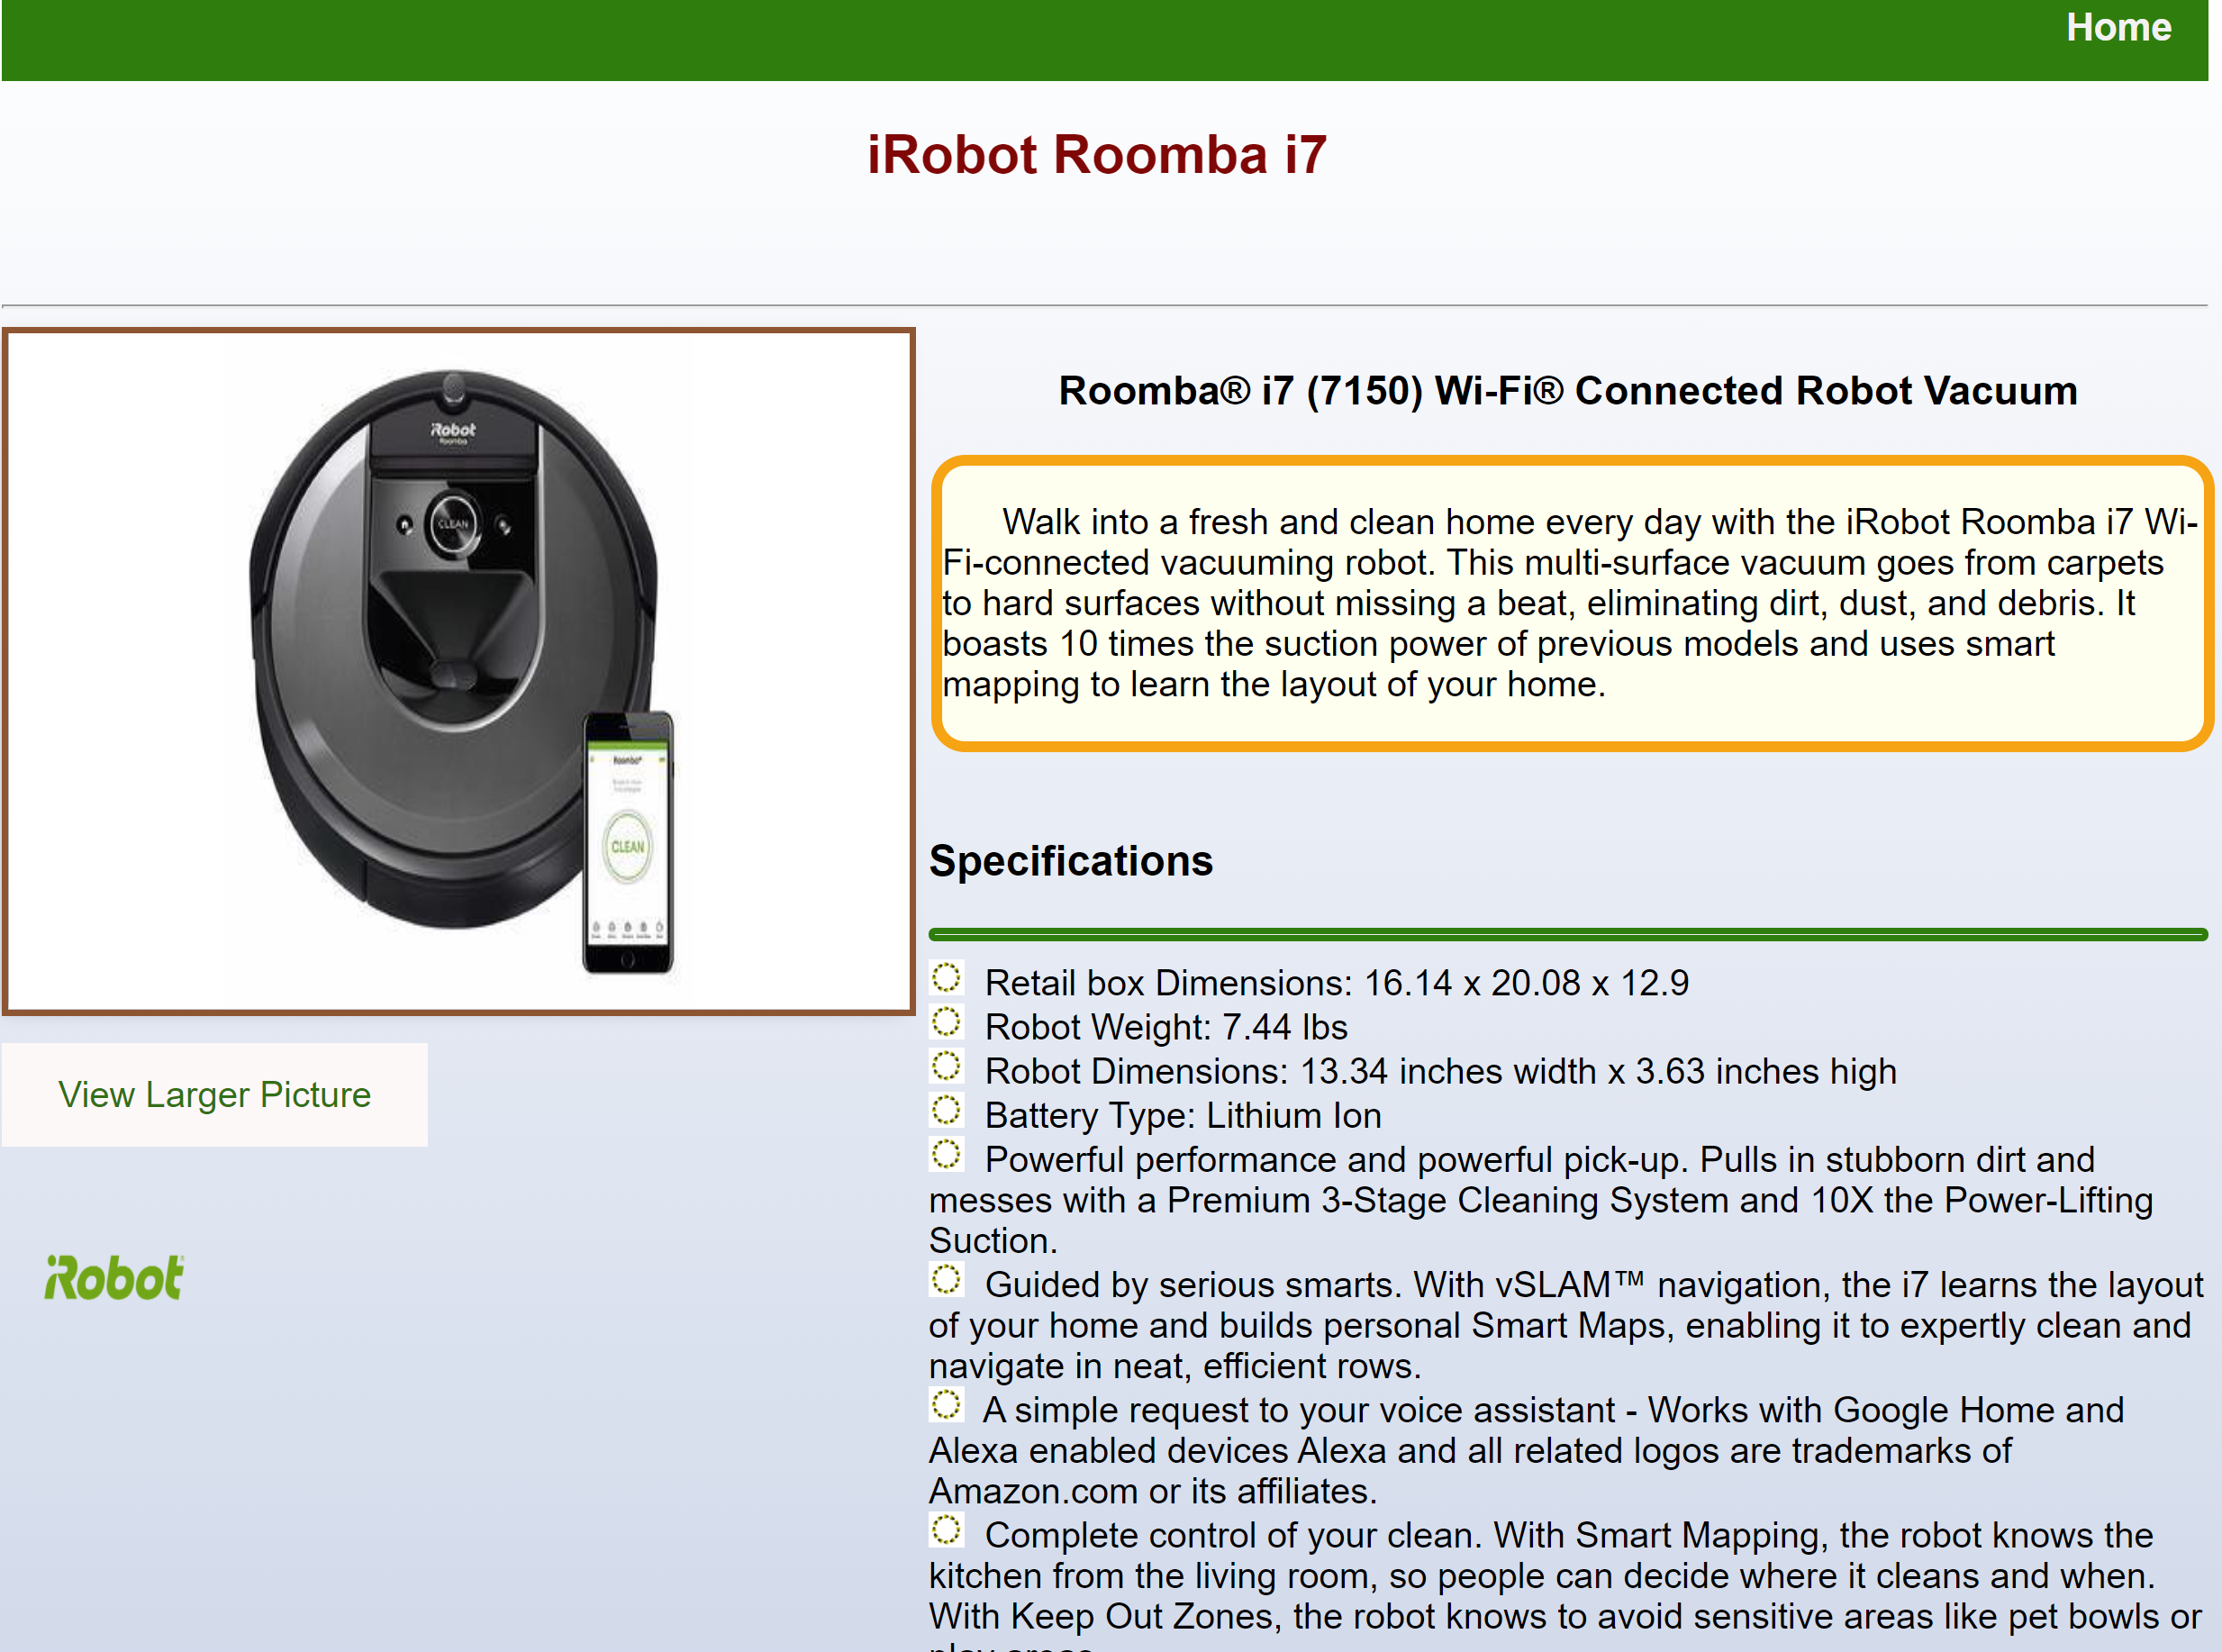 Home
iRobot Roomba i7
iRobot
Roomba
CLEAN
Roomba®
CLEAN
View Larger Picture
iRobot®
Roomba® i7 (7150) Wi-Fi® Connected Robot Vacuum
Walk into a fresh and clean home every day with the iRobot Roomba i7 Wi-
Fi-connected vacuuming robot. This multi-surface vacuum goes from carpets
to hard surfaces without missing a beat, eliminating dirt, dust, and debris. It
boasts 10 times the suction power of previous models and uses smart
mapping to learn the layout of your home.
Specifications
Retail box Dimensions: 16.14 x 20.08 x 12.9
Robot Weight: 7.44 lbs
Robot Dimensions: 13.34 inches width x 3.63 inches high
Battery Type: Lithium Ion
Powerful performance and powerful pick-up. Pulls in stubborn dirt and
messes with a Premium 3-Stage Cleaning System and 10X the Power-Lifting
Suction.
Guided by serious smarts. With vSLAM™ navigation, the i7 learns the layout
of your home and builds personal Smart Maps, enabling it to expertly clean and
navigate in neat, efficient rows.
A simple request to your voice assistant - Works with Google Home and
Alexa enabled devices Alexa and all related logos are trademarks of
Amazon.com or its affiliates.
Complete control of your clean. With Smart Mapping, the robot knows the
kitchen from the living room, so people can decide where it cleans and when.
With Keep Out Zones, the robot knows to avoid sensitive areas like pet bowls or